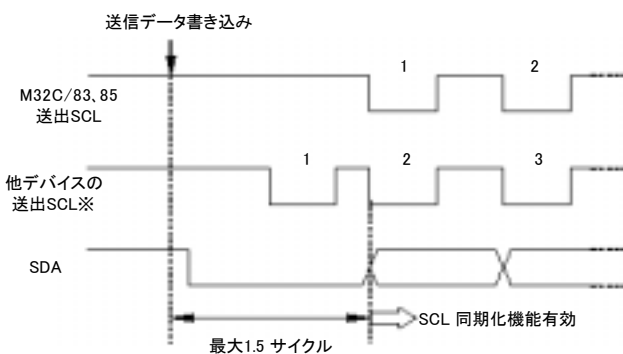 送信データ書き込み
1
2
M32C/83、85
送出SCL
1
2
3
他デバイスの
送出SCL※
SDA
SCL 同期化機能有効
最大1.5 サイクル